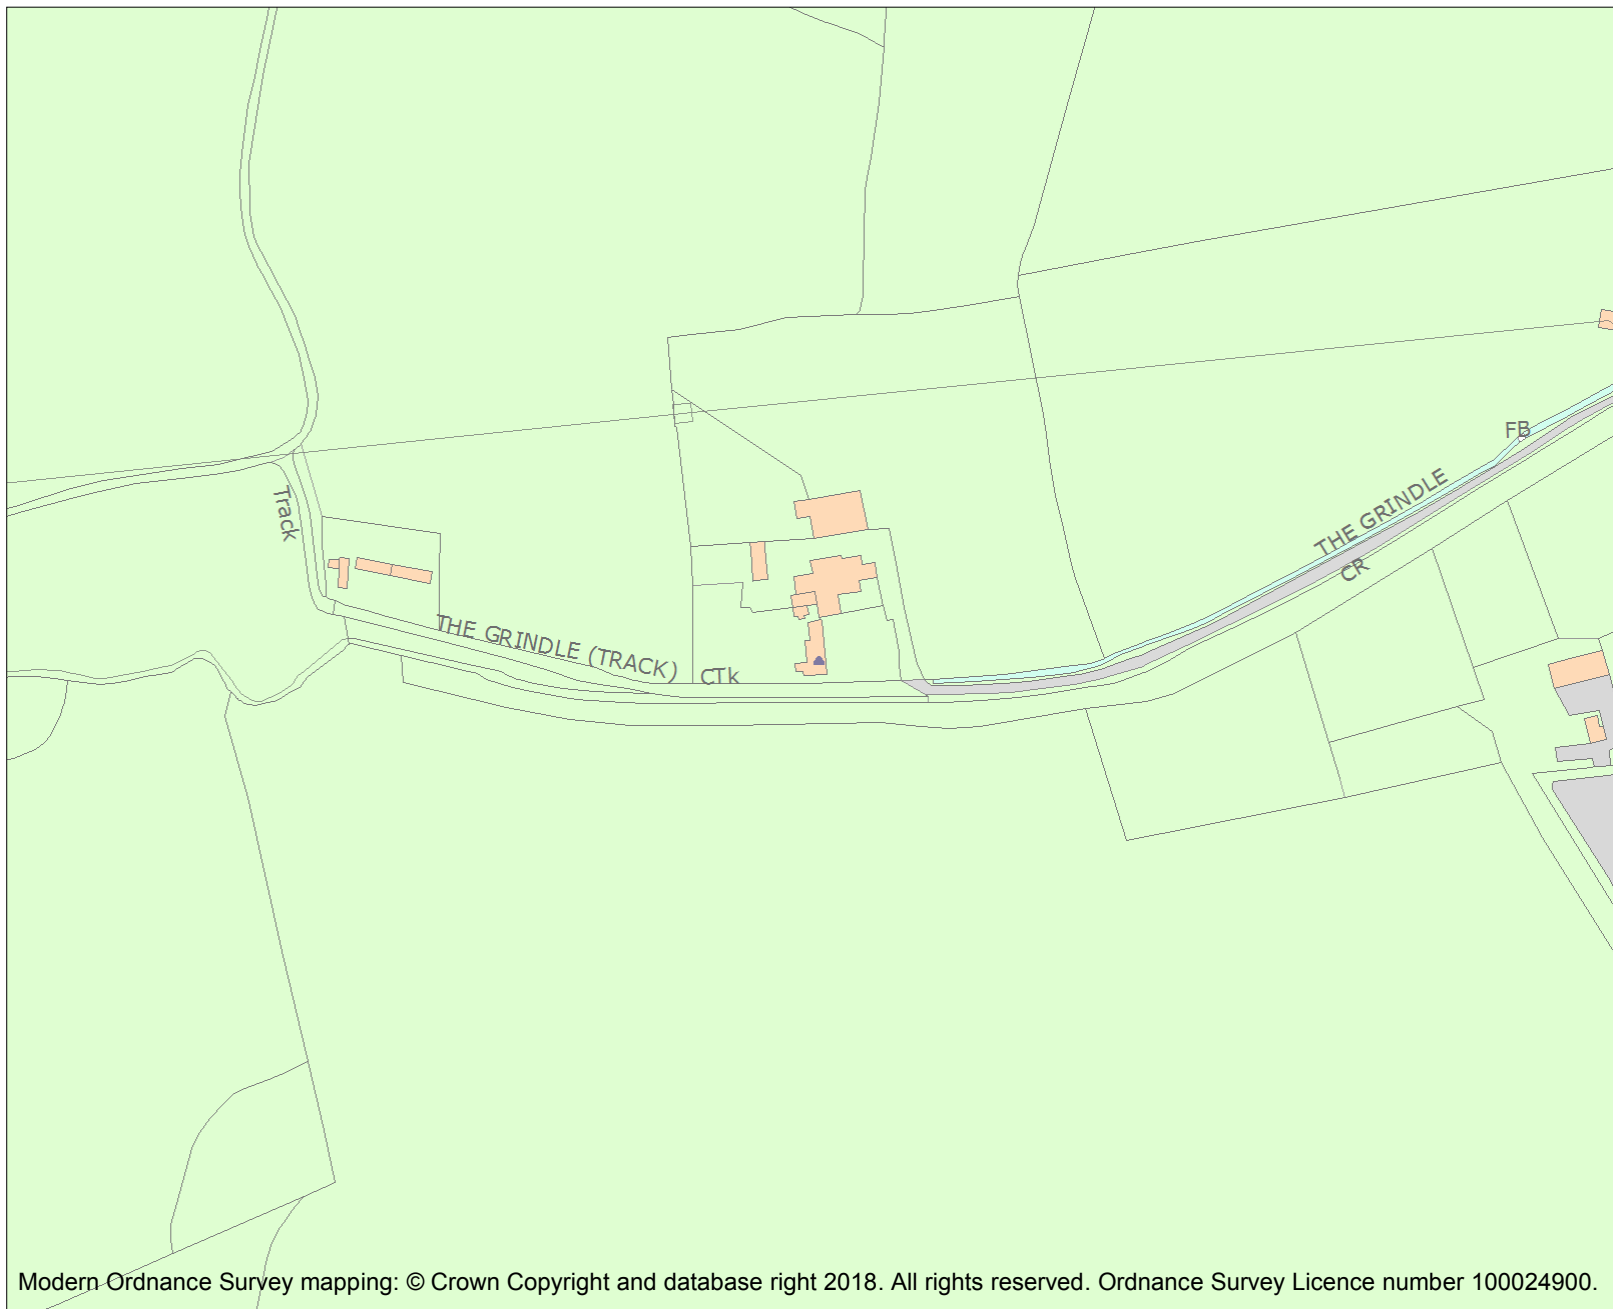 FB
THE GRINDLE
Track
CR
THE GRINDLE (TRACK)
CTk
Modern Ordnance Survey mapping: © Crown Copyright and database right 2018. All rights reserved. Ordnance Survey Licence number 100024900.